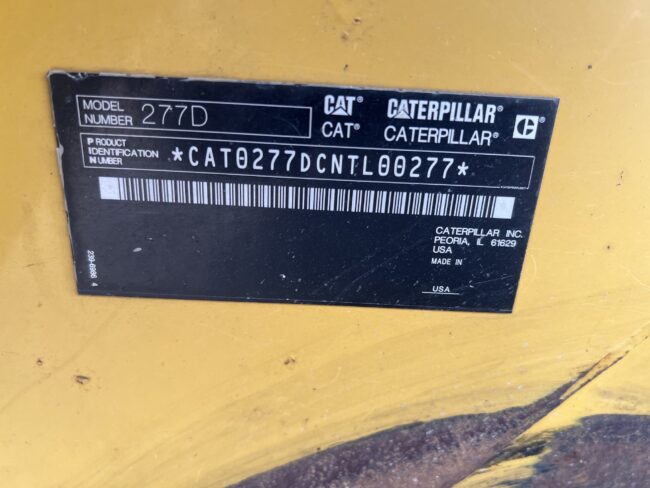 MODEL NUMBER 277D
CAT CATERPILLAR
CAT® CATERPILLAR®
PRODUCT IDENTIFICATION NUMBER
*CAT0277DCNTL00277*
CATERPILLAR INC.
PEORIA, IL 61629
USA
MADE IN
USA
239-6986 4